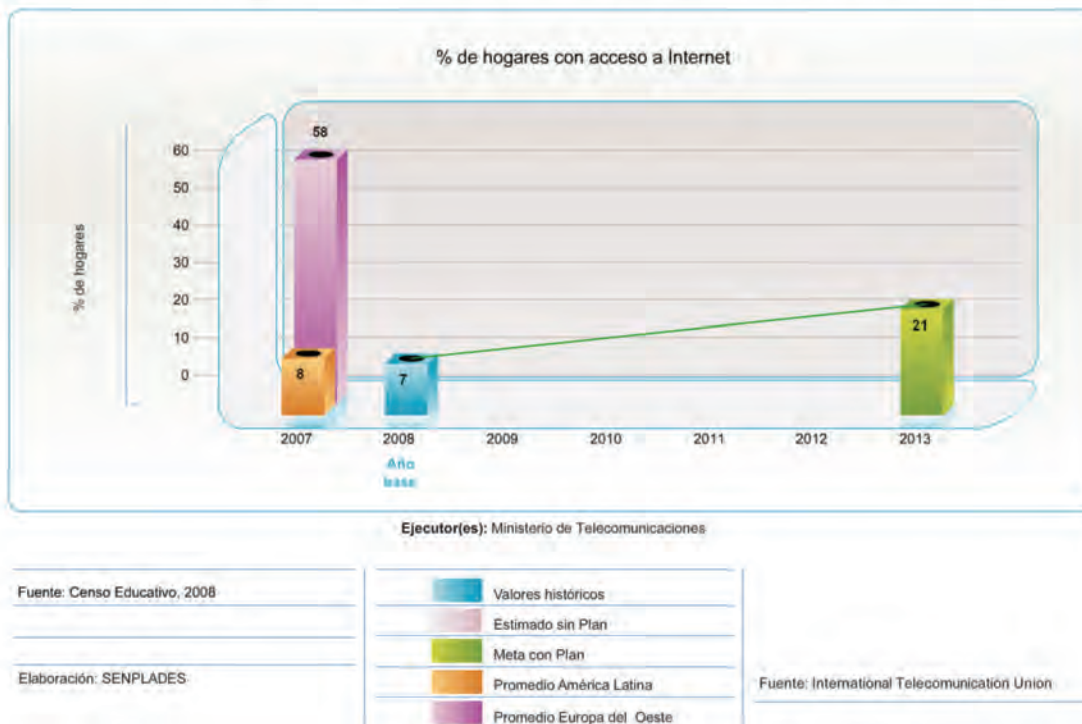 % de hogares con acceso a Internet
% de hogares
60
50
40
30
20
10
0
58
8
7
21
2007
2008
2009
2010
2011
2012
2013
Año
base
Ejecutor(es): Ministerio de Telecomunicaciones
Fuente: Censo Educativo, 2008
Elaboración: SENPLADES
Valores históricos
Estimado sin Plan
Meta con Plan
Promedio América Latina
Promedio Europa del Oeste
Fuente: International Telecommunication Union